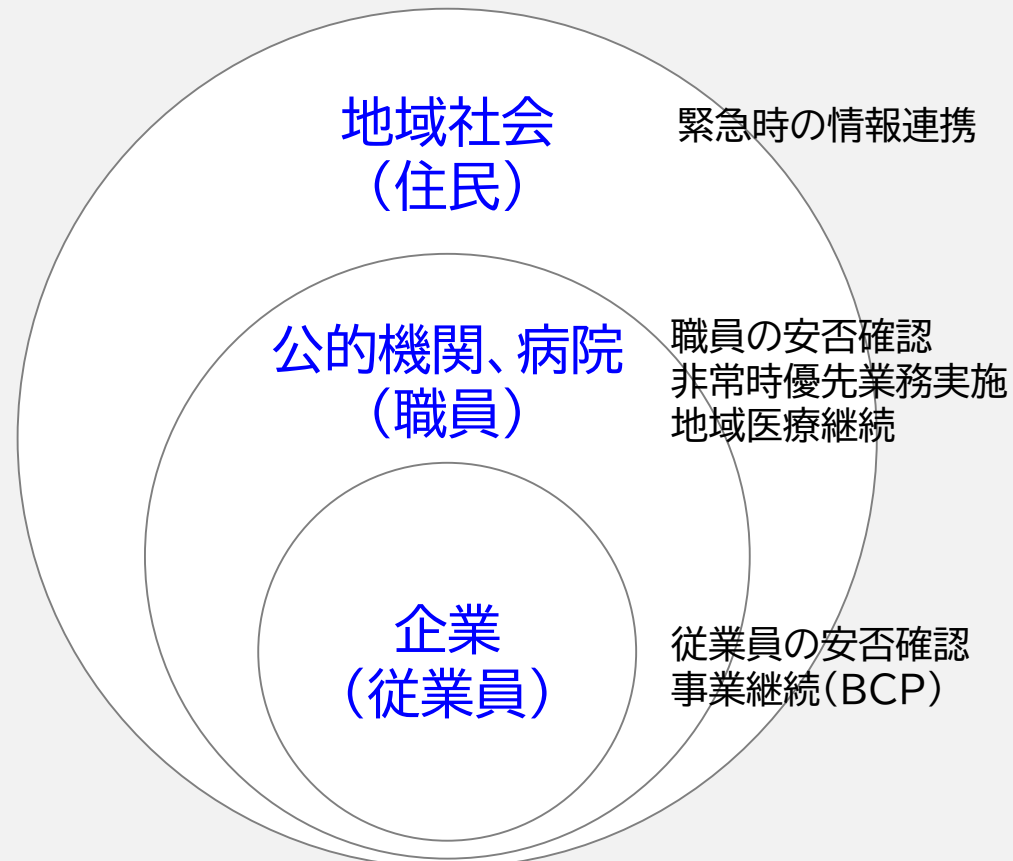 地域社会
（住民）
緊急時の情報連携
公的機関、病院
（職員）
職員の安否確認
非常時優先業務実施
地域医療継続
企業
（従業員）
従業員の安否確認
事業継続（BCP）